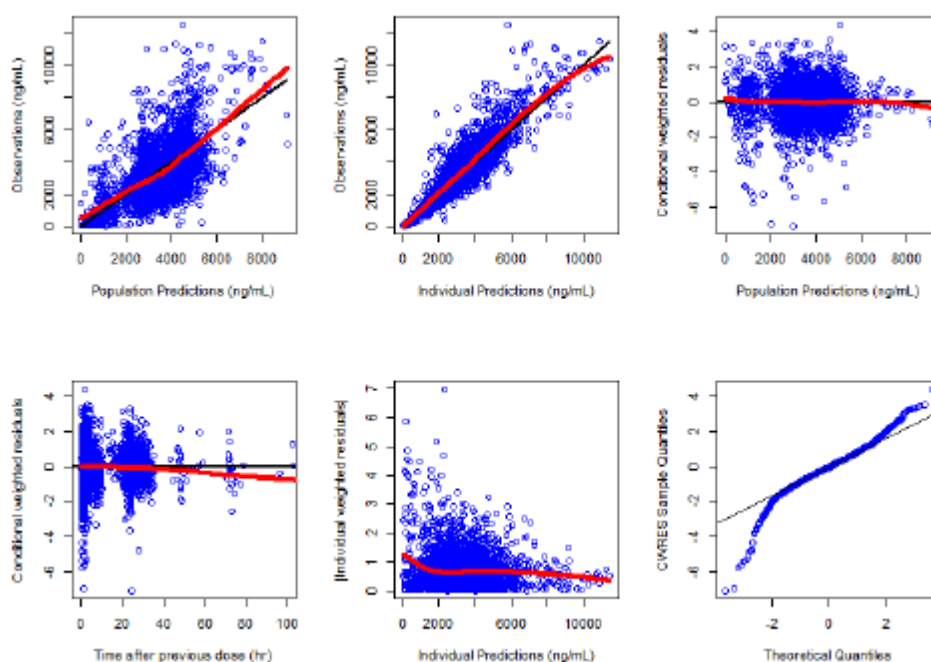 Observations (ng/mL)
0 2000 6000 10000
0 2000 4000 6000 8000
Population Predictions (ng/mL)
Observations (ng/mL)
0 2000 6000 10000
0 2000 6000 10000
Individual Predictions (ng/mL)
Conditional weighted residuals
-6 -4 -2 0 2 4
0 2000 4000 6000 8000
Population Predictions (ng/mL)
Conditional weighted residuals
-6 -4 -2 0 2 4
0 20 40 60 80 100
Time after previous dose (hr)
|Individual weighted residuals|
0 1 2 3 4 5 6 7
0 2000 6000 10000
Individual Predictions (ng/mL)
CWRES Sample Quantiles
-6 -4 -2 0 2 4
-2 0 2
Theoretical Quantiles